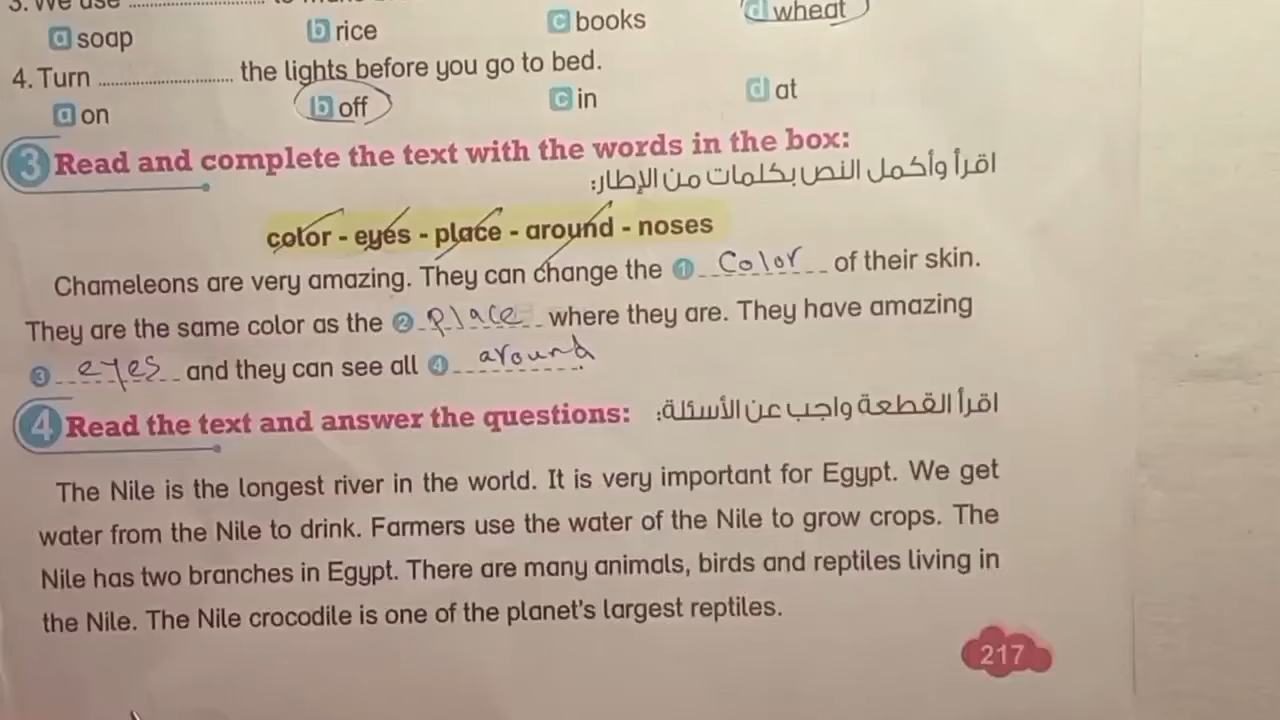 3. We use .................... to make
a soap b rice c books d wheat
4. Turn .................... the lights before you go to bed.
a on b off c in d at
3 Read and complete the text with the words in the box:
اقرأ وأكمل النص بكلمات من الإطار:
color - eyes - place - around - noses
Chameleons are very amazing. They can change the 1 Color of their skin.
They are the same color as the 2 place where they are. They have amazing
3 eyes and they can see all 4 around.
4 Read the text and answer the questions: اقرأ القطعة واجب عن الأسئلة:
The Nile is the longest river in the world. It is very important for Egypt. We get
water from the Nile to drink. Farmers use the water of the Nile to grow crops. The
Nile has two branches in Egypt. There are many animals, birds and reptiles living in
the Nile. The Nile crocodile is one of the planet's largest reptiles.
217